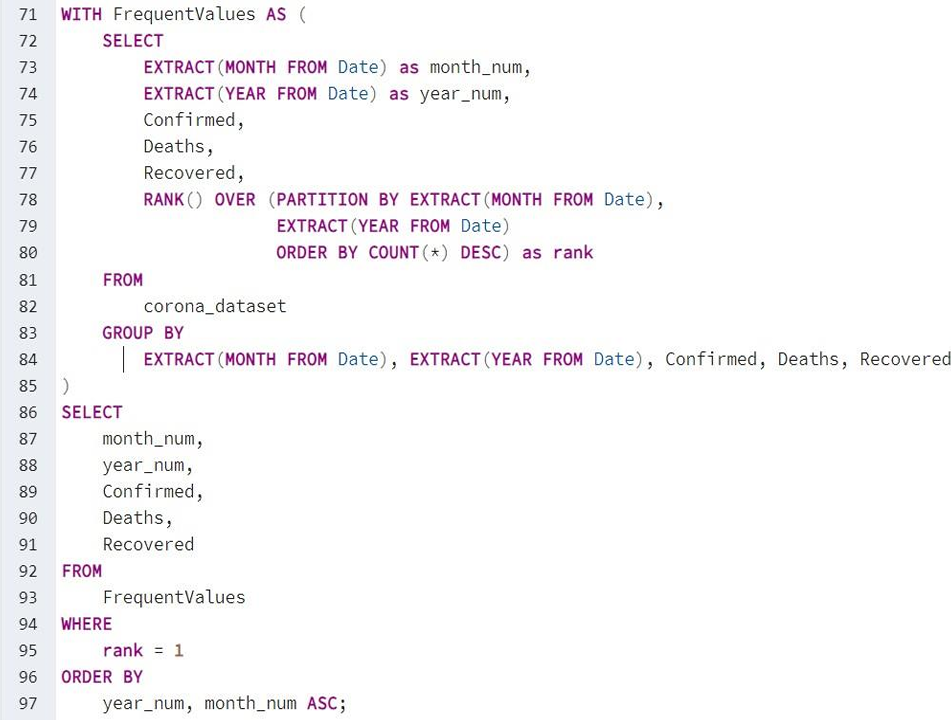 71 WITH FrequentValues AS (
72 SELECT
73 EXTRACT(MONTH FROM Date) as month_num,
74 EXTRACT(YEAR FROM Date) as year_num,
75 Confirmed,
76 Deaths,
77 Recovered,
78 RANK() OVER (PARTITION BY EXTRACT(MONTH FROM Date),
79 EXTRACT(YEAR FROM Date)
80 ORDER BY COUNT(*) DESC) as rank
81 FROM
82 corona_dataset
83 GROUP BY
84 EXTRACT(MONTH FROM Date), EXTRACT(YEAR FROM Date), Confirmed, Deaths, Recovered
85 )
86 SELECT
87 month_num,
88 year_num,
89 Confirmed,
90 Deaths,
91 Recovered
92 FROM
93 FrequentValues
94 WHERE
95 rank = 1
96 ORDER BY
97 year_num, month_num ASC;